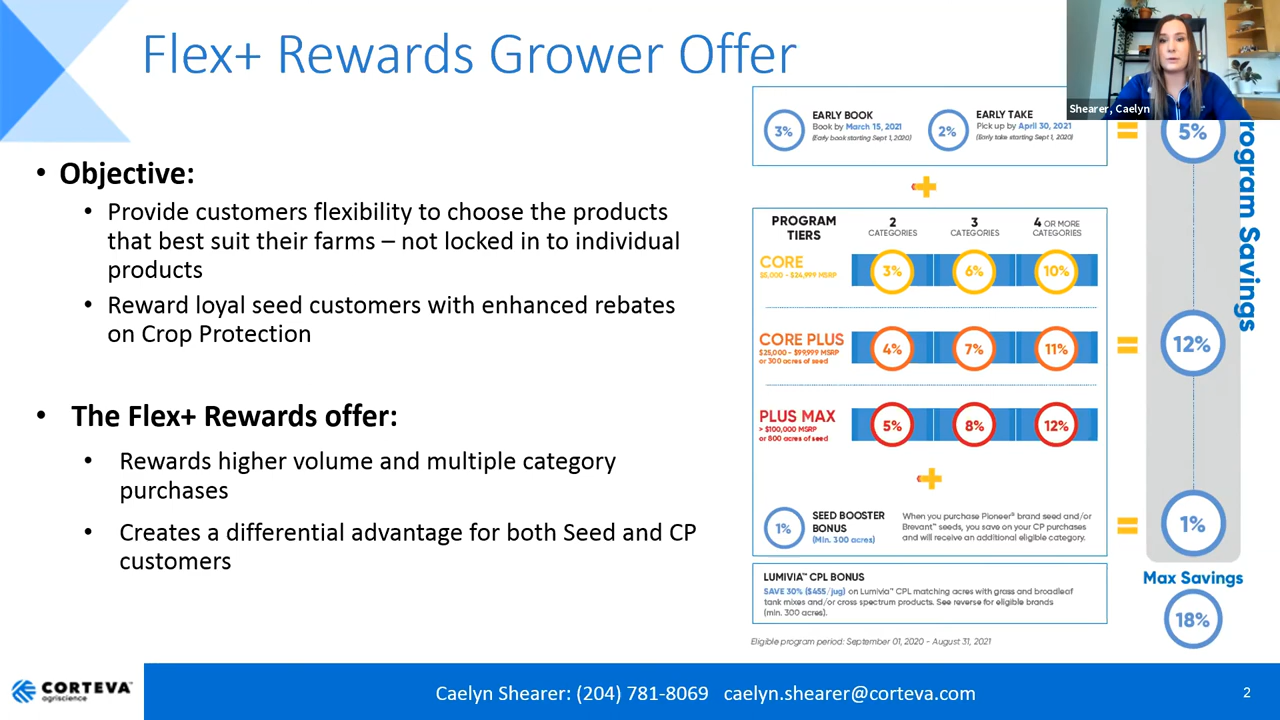 Flex+ Rewards Grower Offer
Shearer, Caelyn
• Objective:
• Provide customers flexibility to choose the products
that best suit their farms – not locked in to individual
products
• Reward loyal seed customers with enhanced rebates
on Crop Protection
• The Flex+ Rewards offer:
• Rewards higher volume and multiple category
purchases
• Creates a differential advantage for both Seed and CP
customers
3%
EARLY BOOK
Book by March 15, 2021
(Early book starting Sept 1, 2020)
2%
EARLY TAKE
Pick up by April 30, 2021
(Early take starting Sept 1, 2020)
=
5%
+
PROGRAM
TIERS
2
CATEGORIES
3
CATEGORIES
4 OR MORE
CATEGORIES
CORE
$5,000 - $24,999 MSRP
3%
6%
10%
CORE PLUS
$25,000 - $99,999 MSRP
or 300 acres of seed
4%
7%
11%
=
12%
PLUS MAX
> $100,000 MSRP
or 800 acres of seed
5%
8%
12%
+
1%
SEED BOOSTER
BONUS
(Min. 300 acres)
When you purchase Pioneer® brand seed and/or
Brevant™ seeds, you save on your CP purchases
and will receive an additional eligible category.
=
1%
rogram Savings
LUMIVIA™ CPL BONUS
SAVE 30% ($455/jug) on Lumivia™ CPL matching acres with grass and broadleaf
tank mixes and/or cross spectrum products. See reverse for eligible brands
(min. 300 acres).
Max Savings
18%
Eligible program period: September 01, 2020 - August 31, 2021
CORTEVA™
agriscience
Caelyn Shearer: (204) 781-8069 caelyn.shearer@corteva.com
2